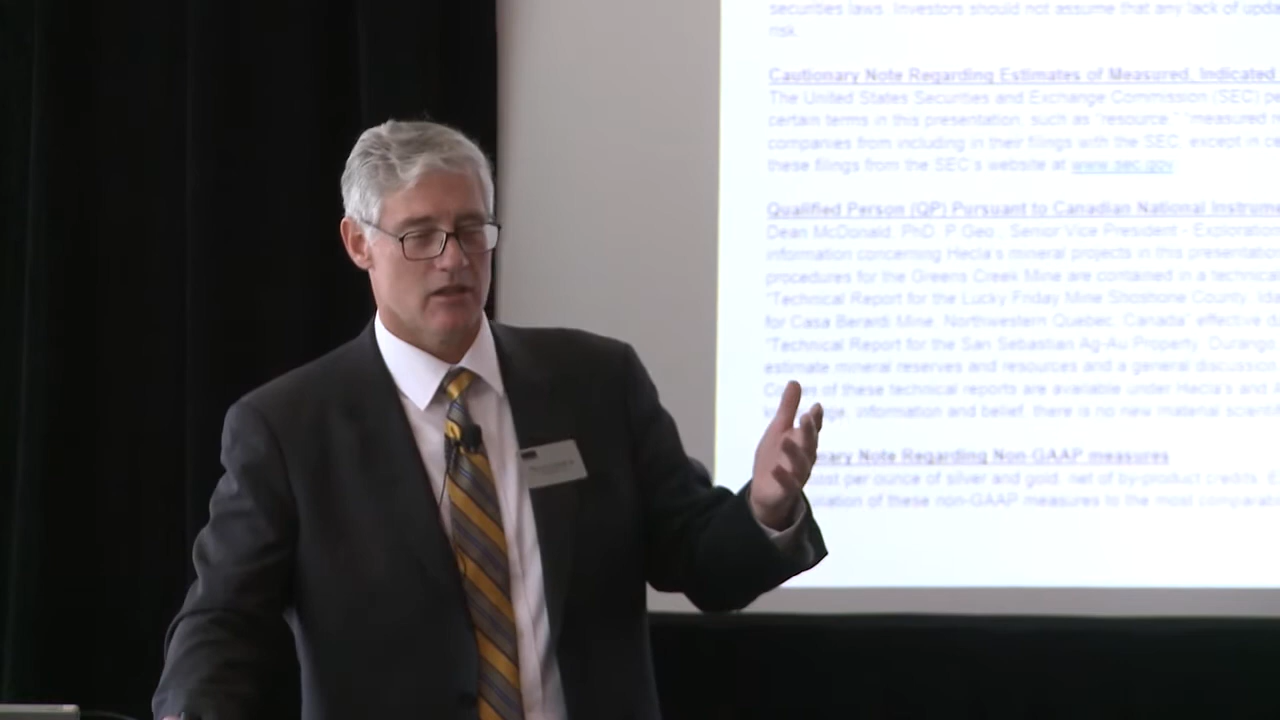 securities laws. Investors should not assume that any lack of upda
risk.
Cautionary Note Regarding Estimates of Measured, Indicated
The United States Securities and Exchange Commission (SEC) pe
certain terms in this presentation, such as "resource," "measured
companies from including in their filings with the SEC, except in ce
these filings from the SEC's website at www.sec.gov
Qualified Person (QP) Pursuant to Canadian National Instrume
Dean McDonald, PhD. P.Geo., Senior Vice President - Exploration
information concerning Hecla's mineral projects in this presentation
procedures for the Greens Creek Mine are contained in a technical
"Technical Report for the Lucky Friday Mine Shoshone County, Ida
for Casa Berardi Mine, Northwestern Quebec, Canada" effective d
"Technical Report for the San Sebastian Ag-Au Property, Durango,
estimate mineral reserves and resources and a general discussion
Copies of these technical reports are available under Hecla's and A
information and belief, there is no new material scienti
nary Note Regarding Non-GAAP measures
per ounce of silver and gold, net of by-product credits, E
of these non-GAAP measures to the most comparab